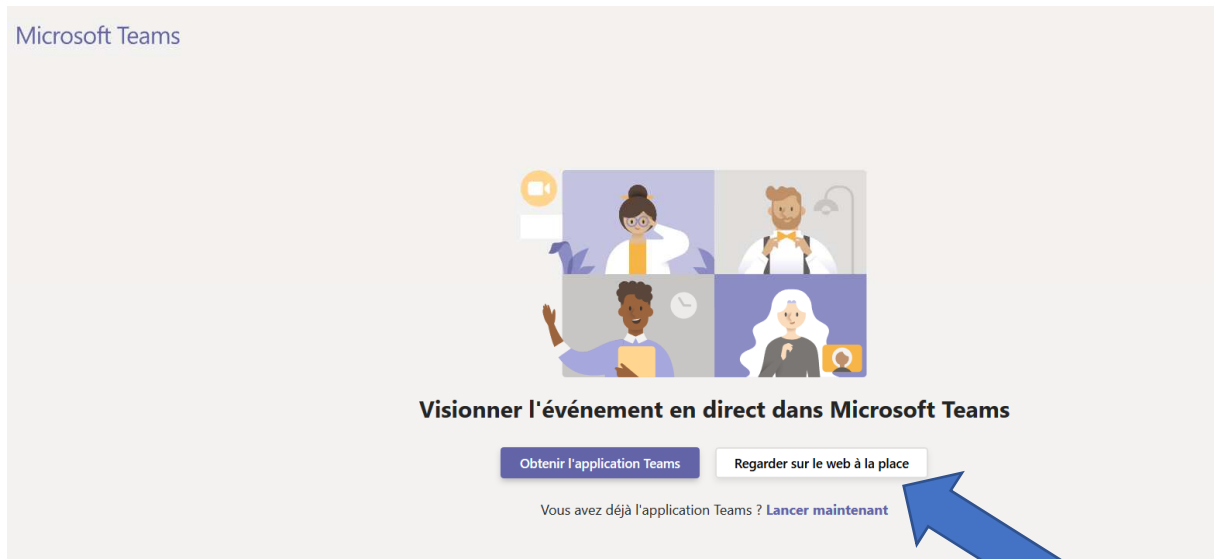 Microsoft Teams
Visionner l'événement en direct dans Microsoft Teams
Obtenir l'application Teams
Regarder sur le web à la place
Vous avez déjà l'application Teams ? Lancer maintenant